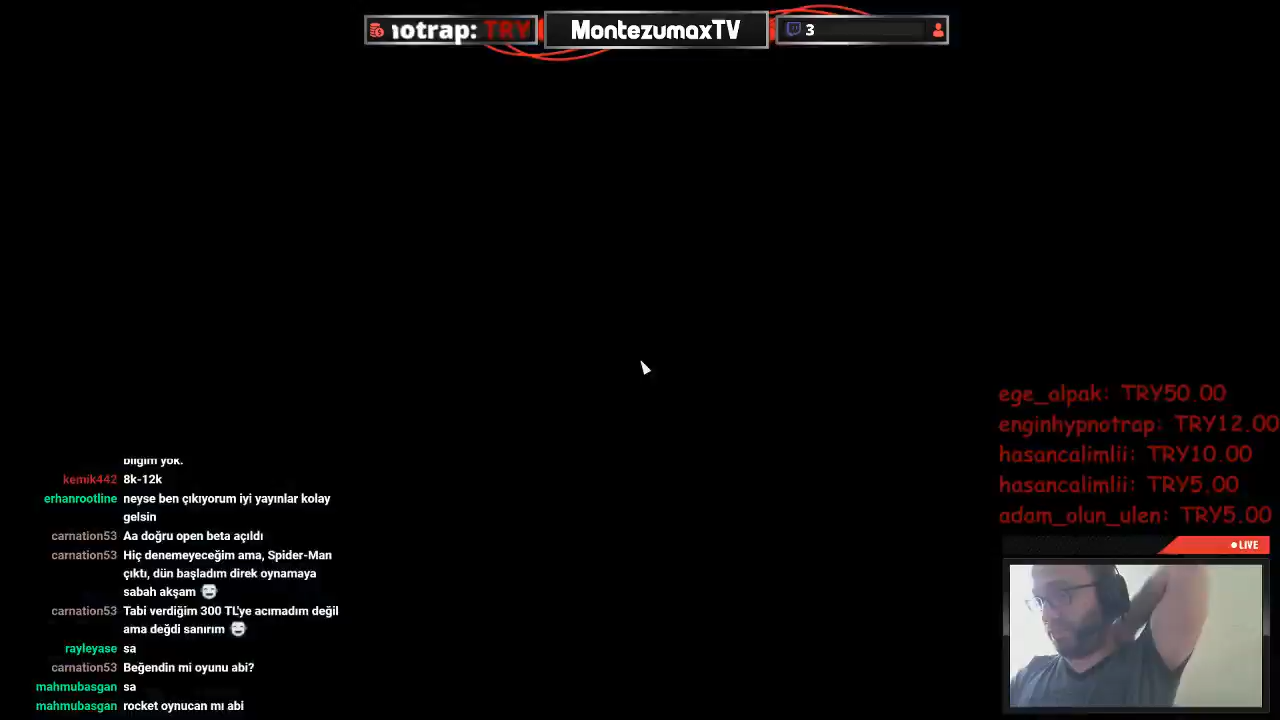 notrap: TRY
MontezumaxTV
3
ege_alpak: TRY50.00
enginhypnotrap: TRY12.00
hasancalimlii: TRY10.00
hasancalimlii: TRY5.00
adam_olun_ulen: TRY5.00
LIVE
bilgim yok.
kemik442 8k-12k
erhanrootline neyse ben çıkıyorum iyi yayınlar kolay
gelsin
carnation53 Aa doğru open beta açıldı
carnation53 Hiç denemeyeceğim ama, Spider-Man
çıktı, dün başladım direk oynamaya
sabah akşam
carnation53 Tabi verdiğim 300 TL'ye acımadım değil
ama değdi sanırım
rayleyase sa
carnation53 Beğendin mi oyunu abi?
mahmubasgan sa
mahmubasgan rocket oynucan mı abi